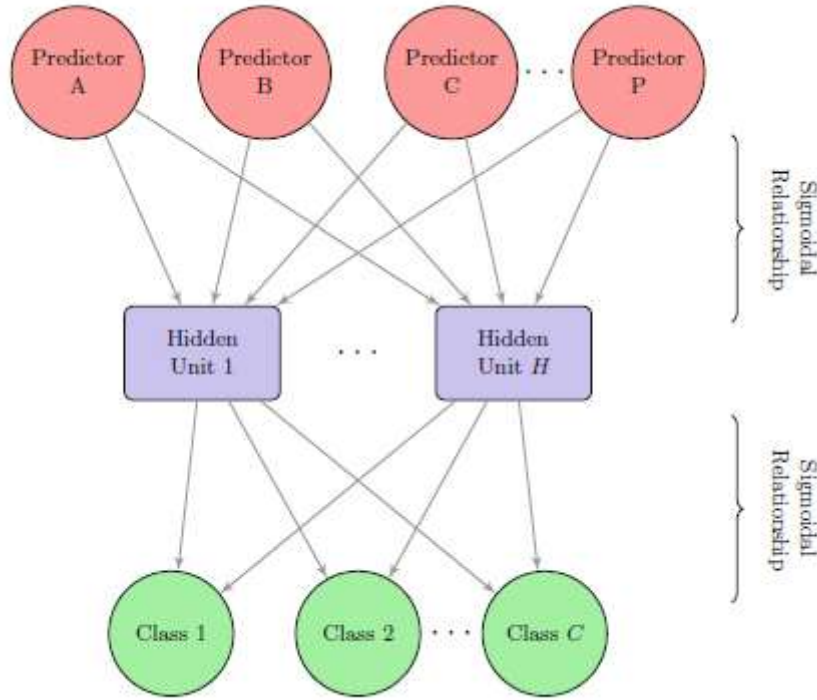 Predictor
A
Predictor
B
Predictor
C
. . .
Predictor
P
Sigmoidal
Relationship
Hidden
Unit 1
. . .
Hidden
Unit H
Sigmoidal
Relationship
Class 1
Class 2
. . .
Class C